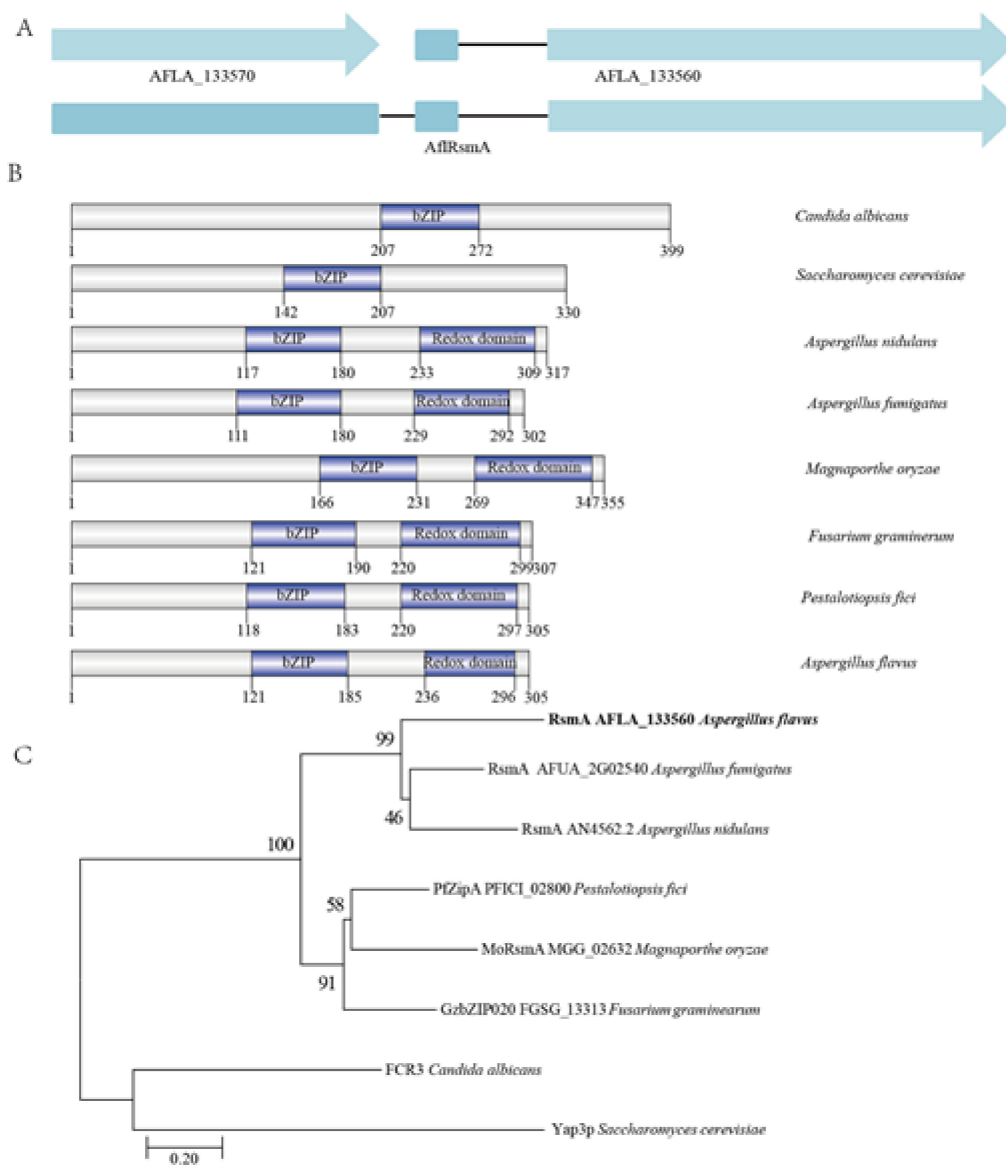 A
AFLA_133570 AFLA_133560
AflRsmA
B
bZIP Candida albicans
1 207 272 399
bZIP Saccharomyces cerevisiae
1 142 207 330
bZIP Redox domain Aspergillus nidulans
1 117 180 233 309 317
bZIP Redox domain Aspergillus fumigatus
1 111 180 229 292 302
bZIP Redox domain Magnaporthe oryzae
1 166 231 269 347 355
bZIP Redox domain Fusarium graminerum
1 121 190 220 299 307
bZIP Redox domain Pestalotiopsis fici
1 118 183 220 297 305
bZIP Redox domain Aspergillus flavus
1 121 185 236 296 305
C
RsmA AFLA_133560 Aspergillus flavus
99
RsmA AFUA_2G02540 Aspergillus fumigatus
46
RsmA AN4562.2 Aspergillus nidulans
100
PfZipA PFICI_02800 Pestalotiopsis fici
58
MoRsmA MGG_02632 Magnaporthe oryzae
91
GzbZIP020 FGSG_13313 Fusarium graminearum
FCR3 Candida albicans
Yap3p Saccharomyces cerevisiae
0.20